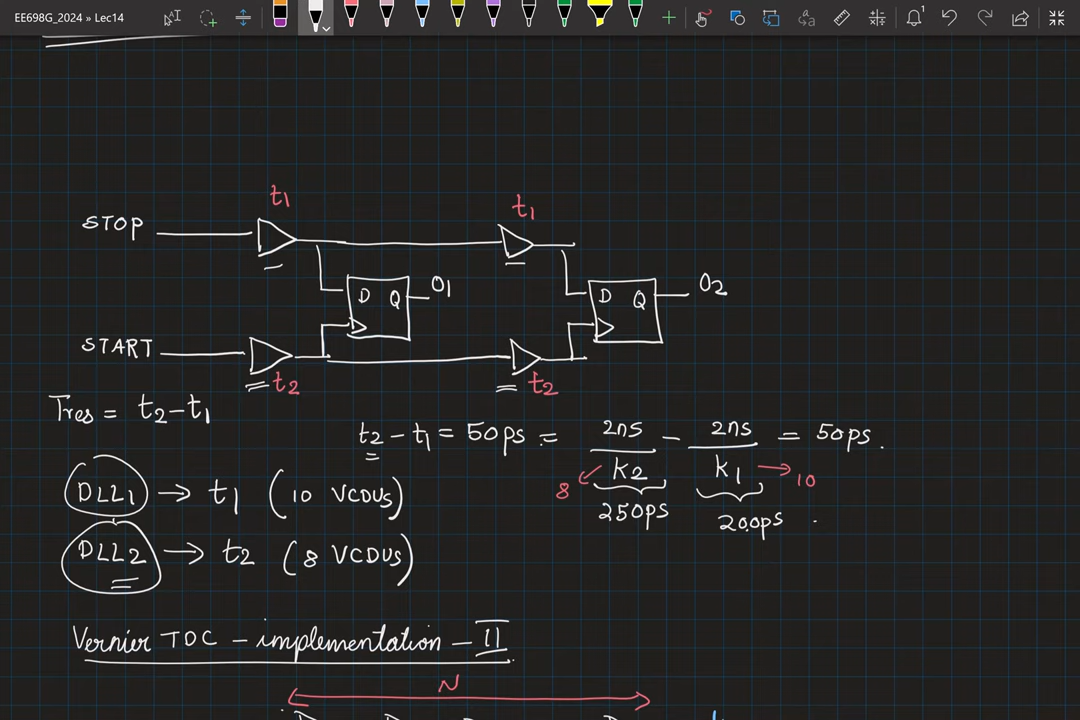 EE698G_2024 » Lec14
t1 t1
STOP
D Q O1
D Q O2
START
t2 t2
Tres = t2-t1
t2 - t1 = 50ps = 2ns/K2 - 2ns/K1 = 50ps.
8 10
250ps 200ps
DLL1 → t1 (10 VCDUs)
DLL2 → t2 (8 VCDUs)
Vernier TDC - implementation - II
N